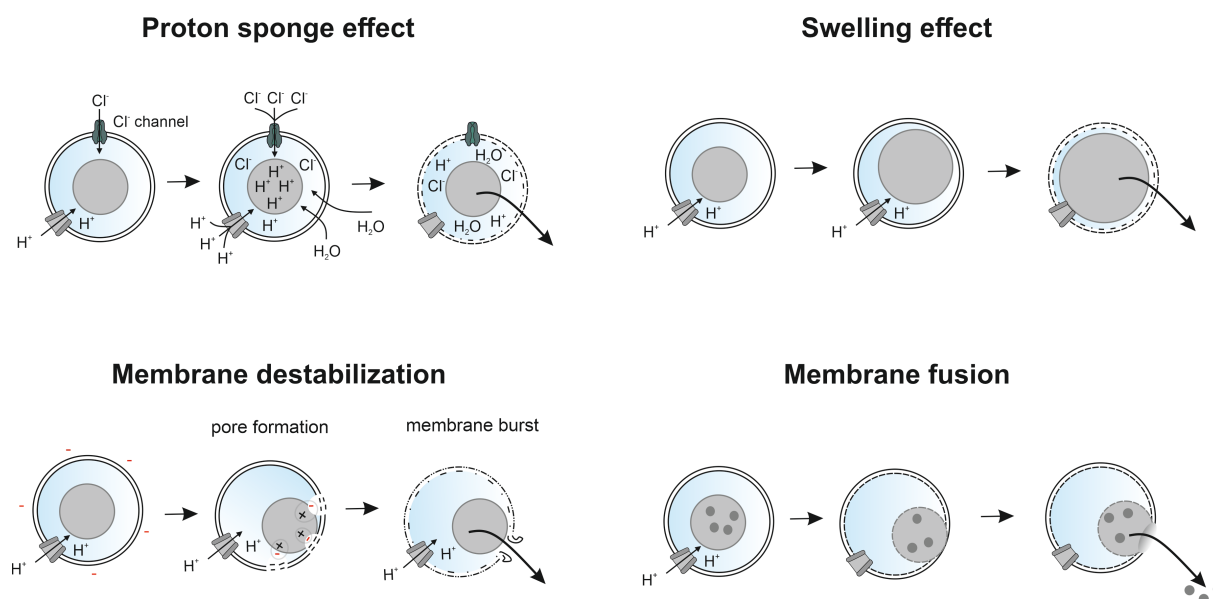 Proton sponge effect
Swelling effect
Cl⁻
Cl⁻ channel
H⁺
H⁺
Cl⁻ Cl⁻ Cl⁻
Cl⁻
Cl⁻
H⁺
H⁺ H⁺
H⁺
H⁺
H⁺
H⁺
H⁺
H₂O
H₂O
H⁺
H₂O
Cl⁻
Cl⁻
H₂O
H⁺
H⁺
H⁺
H⁺
H⁺
Membrane destabilization
Membrane fusion
pore formation
membrane burst
-
-
-
-
-
H⁺
H⁺
-
+
+
-
+
-
H⁺
H⁺
H⁺
H⁺
H⁺
H⁺